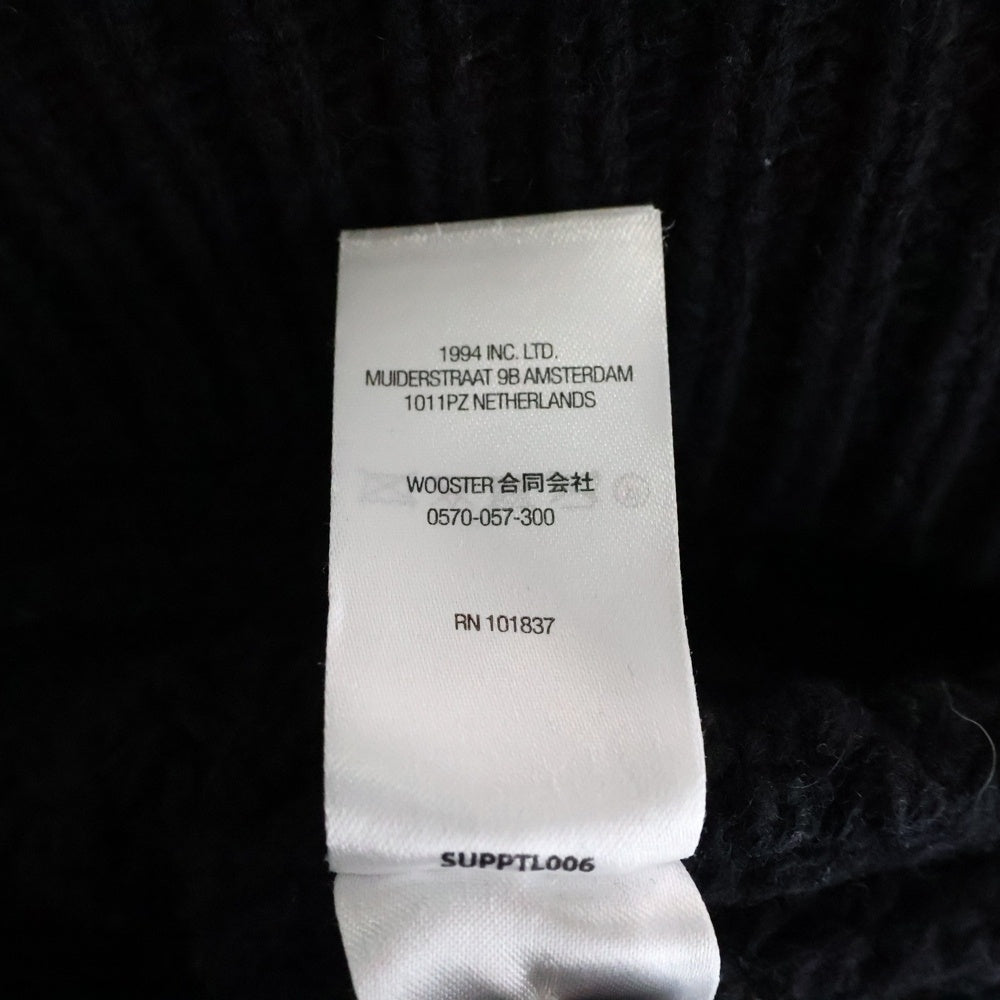 1994 INC. LTD.
MUIDERSTRAAT 9B AMSTERDAM
1011PZ NETHERLANDS
WOOSTER 合同会社
0570-057-300
RN 101837
SUPPTL006